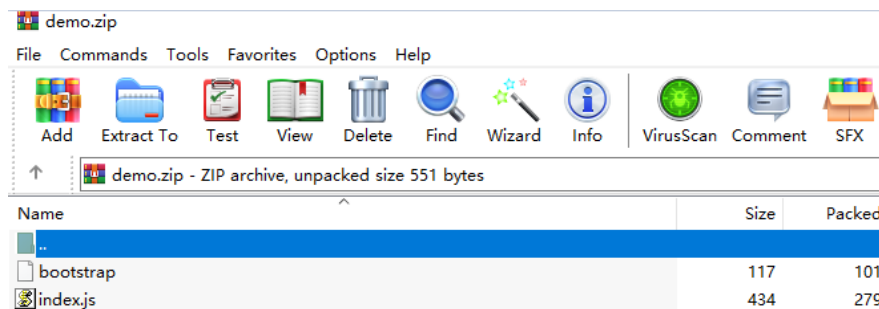 demo.zip
File Commands Tools Favorites Options Help
Add Extract To Test View Delete Find Wizard Info VirusScan Comment SFX
demo.zip - ZIP archive, unpacked size 551 bytes
Name Size Packed
..
bootstrap 117 101
index.js 434 279